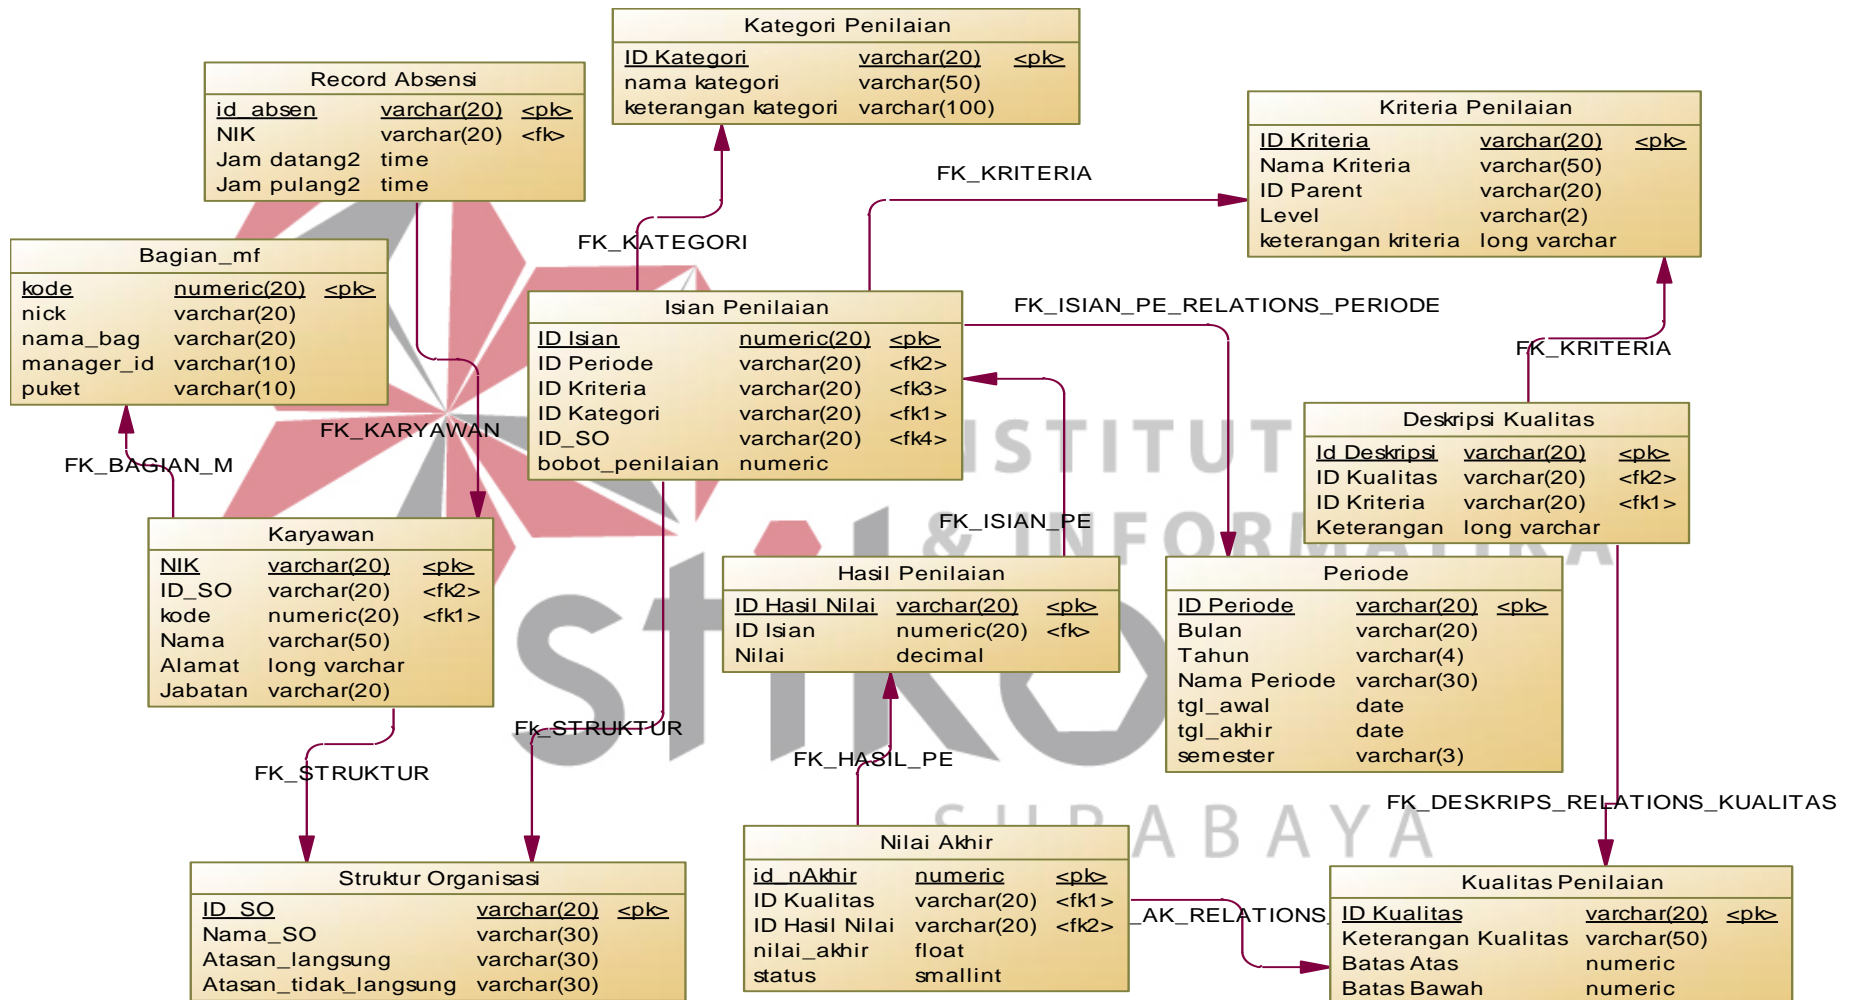 Kategori Penilaian
ID Kategori varchar(20) <pk>
nama kategori varchar(50)
keterangan kategori varchar(100)
Record Absensi
id_absen varchar(20) <pk>
NIK varchar(20) <fk>
Jam datang2 time
Jam pulang2 time
Kriteria Penilaian
ID Kriteria varchar(20) <pk>
Nama Kriteria varchar(50)
ID Parent varchar(20)
Level varchar(2)
keterangan kriteria long varchar
FK_KRITERIA
FK_KATEGORI
Bagian_mf
kode numeric(20) <pk>
nick varchar(20)
nama_bag varchar(20)
manager_id varchar(10)
puket varchar(10)
Isian Penilaian
ID Isian numeric(20) <pk>
ID Periode varchar(20) <fk2>
ID Kriteria varchar(20) <fk3>
ID Kategori varchar(20) <fk1>
ID_SO varchar(20) <fk4>
bobot_penilaian numeric
FK_ISIAN_PE_RELATIONS_PERIODE
FK_KRITERIA
FK_KARYAWAN
FK_BAGIAN_M
Deskripsi Kualitas
Id Deskripsi varchar(20) <pk>
ID Kualitas varchar(20) <fk2>
ID Kriteria varchar(20) <fk1>
Keterangan long varchar
NSTITUT
& INFORMATIKA
FK_ISIAN_PE
Karyawan
NIK varchar(20) <pk>
ID_SO varchar(20) <fk2>
kode numeric(20) <fk1>
Nama varchar(50)
Alamat long varchar
Jabatan varchar(20)
Hasil Penilaian
ID Hasil Nilai varchar(20) <pk>
ID Isian numeric(20) <fk>
Nilai decimal
Periode
ID Periode varchar(20) <pk>
Bulan varchar(20)
Tahun varchar(4)
Nama Periode varchar(30)
tgl_awal date
tgl_akhir date
semester varchar(3)
stiko
Fk_STRUKTUR
FK_STRUKTUR
FK_HASIL_PE
FK_DESKRIPS_RELATIONS_KUALITAS
SURABAYA
Struktur Organisasi
ID_SO varchar(20) <pk>
Nama_SO varchar(30)
Atasan_langsung varchar(30)
Atasan_tidak_langsung varchar(30)
Nilai Akhir
id_nAkhir numeric <pk>
ID Kualitas varchar(20) <fk1>
ID Hasil Nilai varchar(20) <fk2>
nilai_akhir float
status smallint
_AK_RELATIONS_
Kualitas Penilaian
ID Kualitas varchar(20) <pk>
Keterangan Kualitas varchar(50)
Batas Atas numeric
Batas Bawah numeric